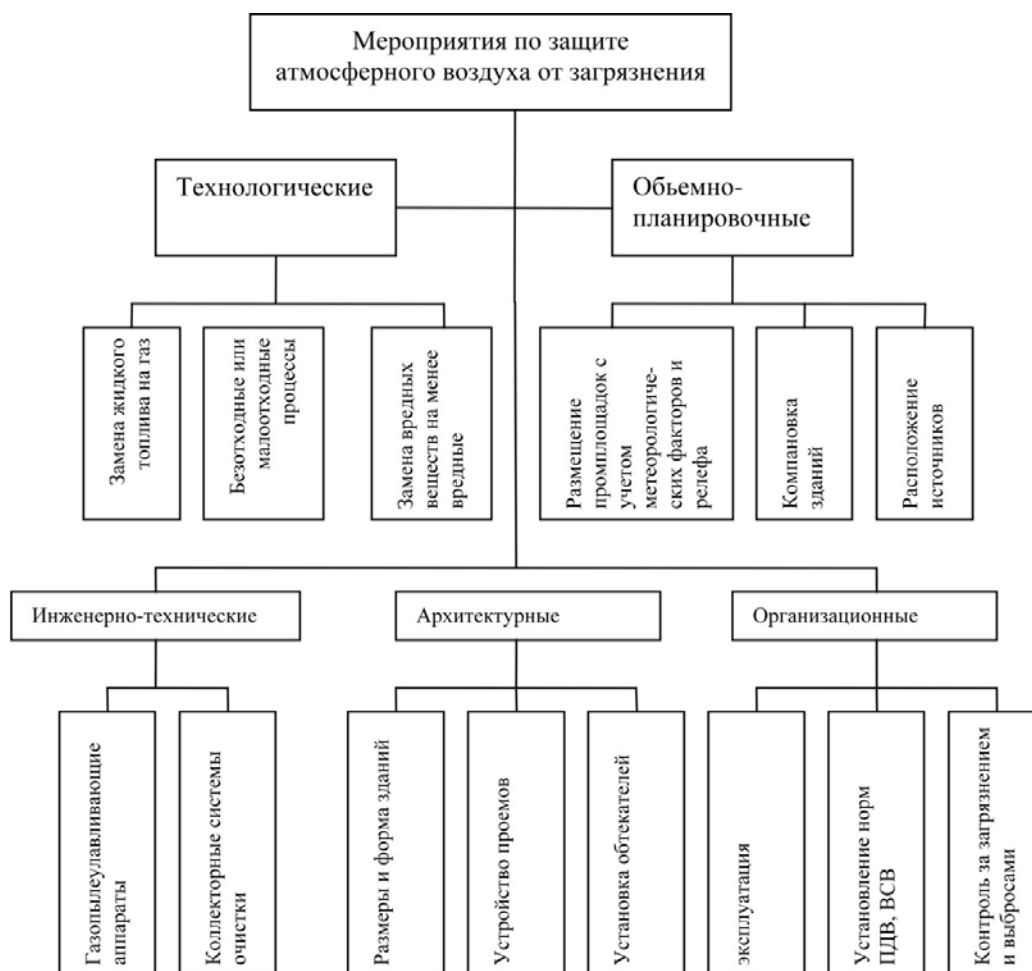 Мероприятия по защите
атмосферного воздуха от загрязнения
Технологические
Обьемно-
планировочные
Замена жидкого
топлива на газ
Безотходные или
малоотходные
процессы
Замена вредных
веществ на менее
вредные
Размещение
промплощадок с
учетом
метеорологиче-
ских факторов и
релефа
Компановка
зданий
Расположение
источников
Инженерно-технические
Архитектурные
Организационные
Газопылеулавливающие
аппараты
Коллекторные системы
очистки
Размеры и форма зданий
Устройство проемов
Установка обтекателей
эксплуатация
Установление норм
ПДВ, ВСВ
Контроль за загрязнением
и выбросами